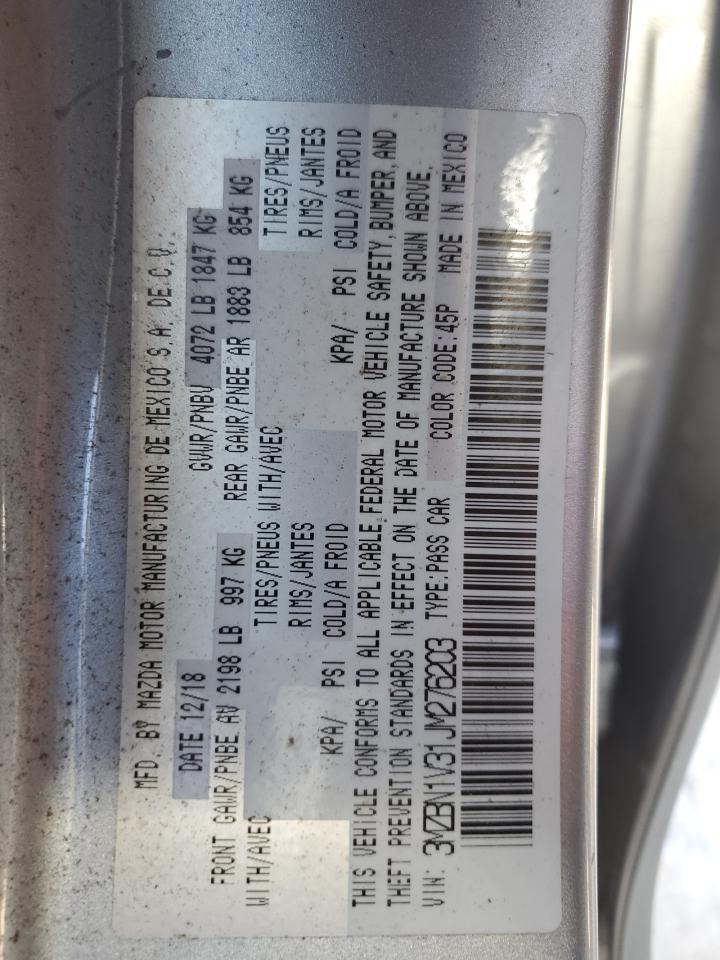 MFD. BY MAZDA MOTOR MANUFACTURING DE MEXICO S.A. DE C.V.
DATE 12/18 GVWR/PNBV 4072 LB 1847 KG
FRONT GAWR/PNBE AV 2198 LB 997 KG REAR GAWR/PNBE AR 1883 LB 854 KG
WITH/AVEC TIRES/PNEUS WITH/AVEC TIRES/PNEUS
RIMS/JANTES RIMS/JANTES
KPA/ PSI COLD/A FROID KPA/ PSI COLD/A FROID
THIS VEHICLE CONFORMS TO ALL APPLICABLE FEDERAL MOTOR VEHICLE SAFETY, BUMPER, AND
THEFT PREVENTION STANDARDS IN EFFECT ON THE DATE OF MANUFACTURE SHOWN ABOVE.
VIN: 3MZBN1V31JM276203 TYPE:PASS CAR COLOR CODE:45P MADE IN MEXICO